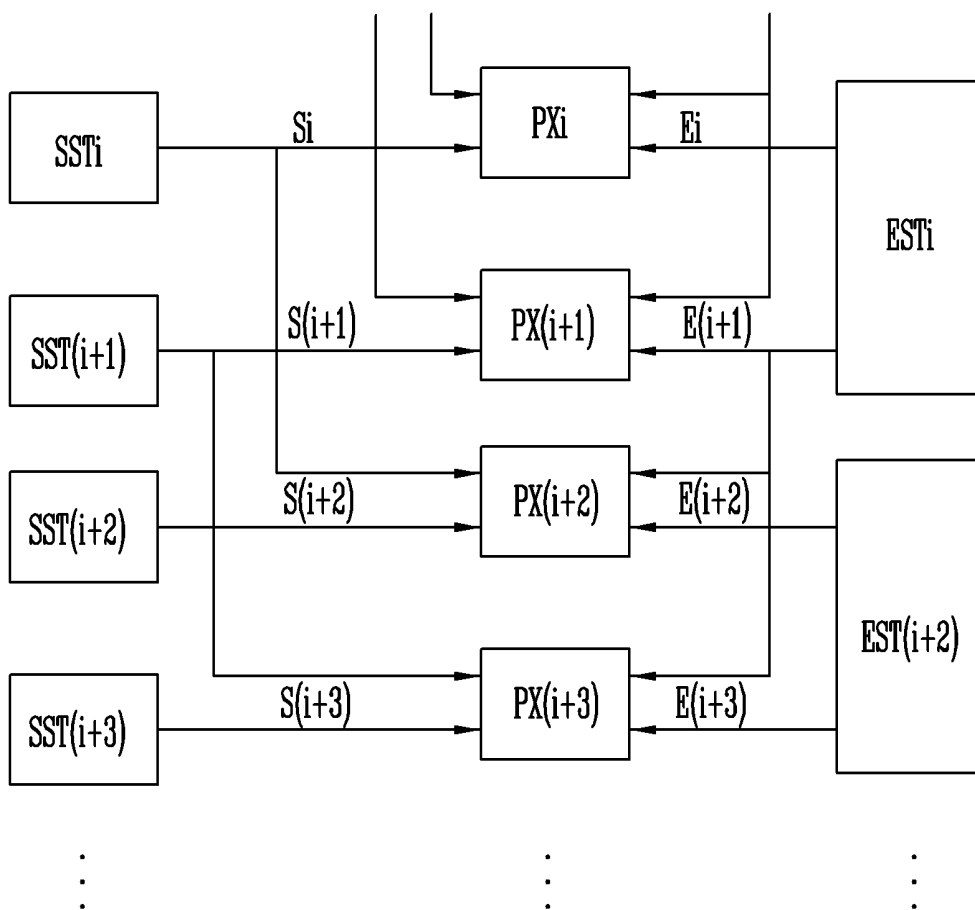 SSTi
Si
PXi
Ei
ESTi
SST(i+1)
S(i+1)
PX(i+1)
E(i+1)
SST(i+2)
S(i+2)
PX(i+2)
E(i+2)
EST(i+2)
SST(i+3)
S(i+3)
PX(i+3)
E(i+3)